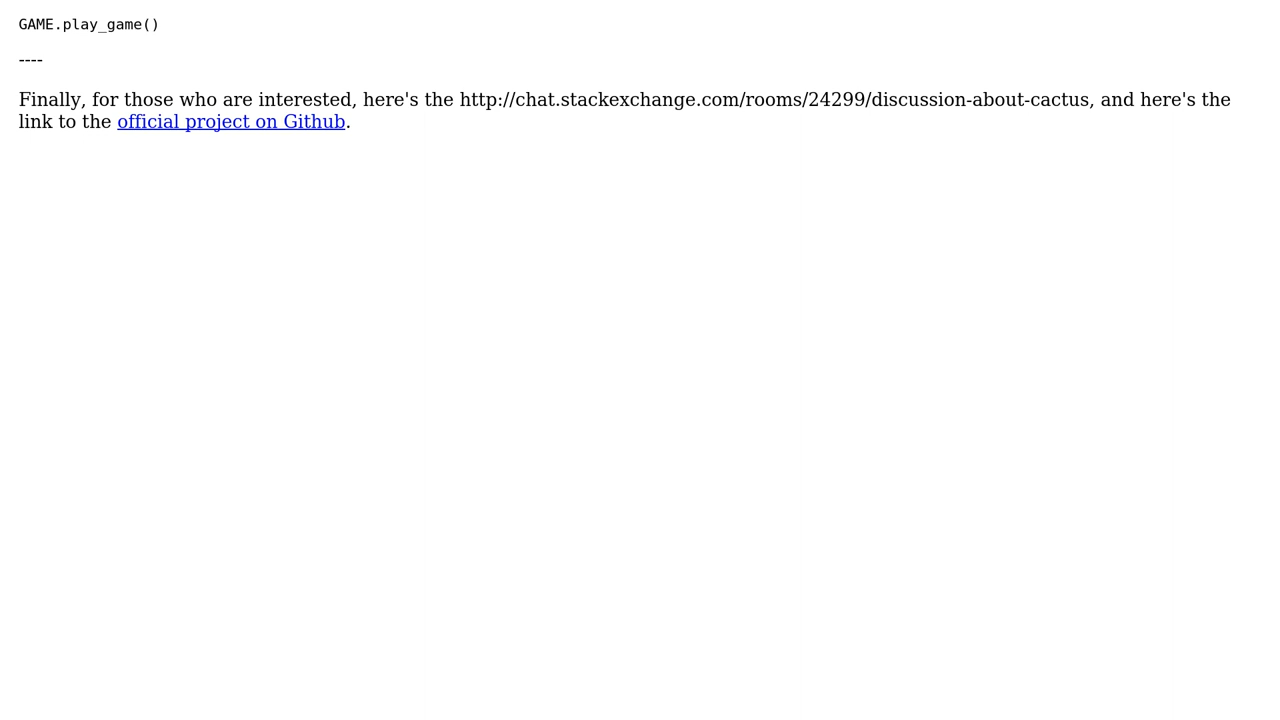 GAME.play_game()
----
Finally, for those who are interested, here's the http://chat.stackexchange.com/rooms/24299/discussion-about-cactus, and here's the
link to the official project on Github.